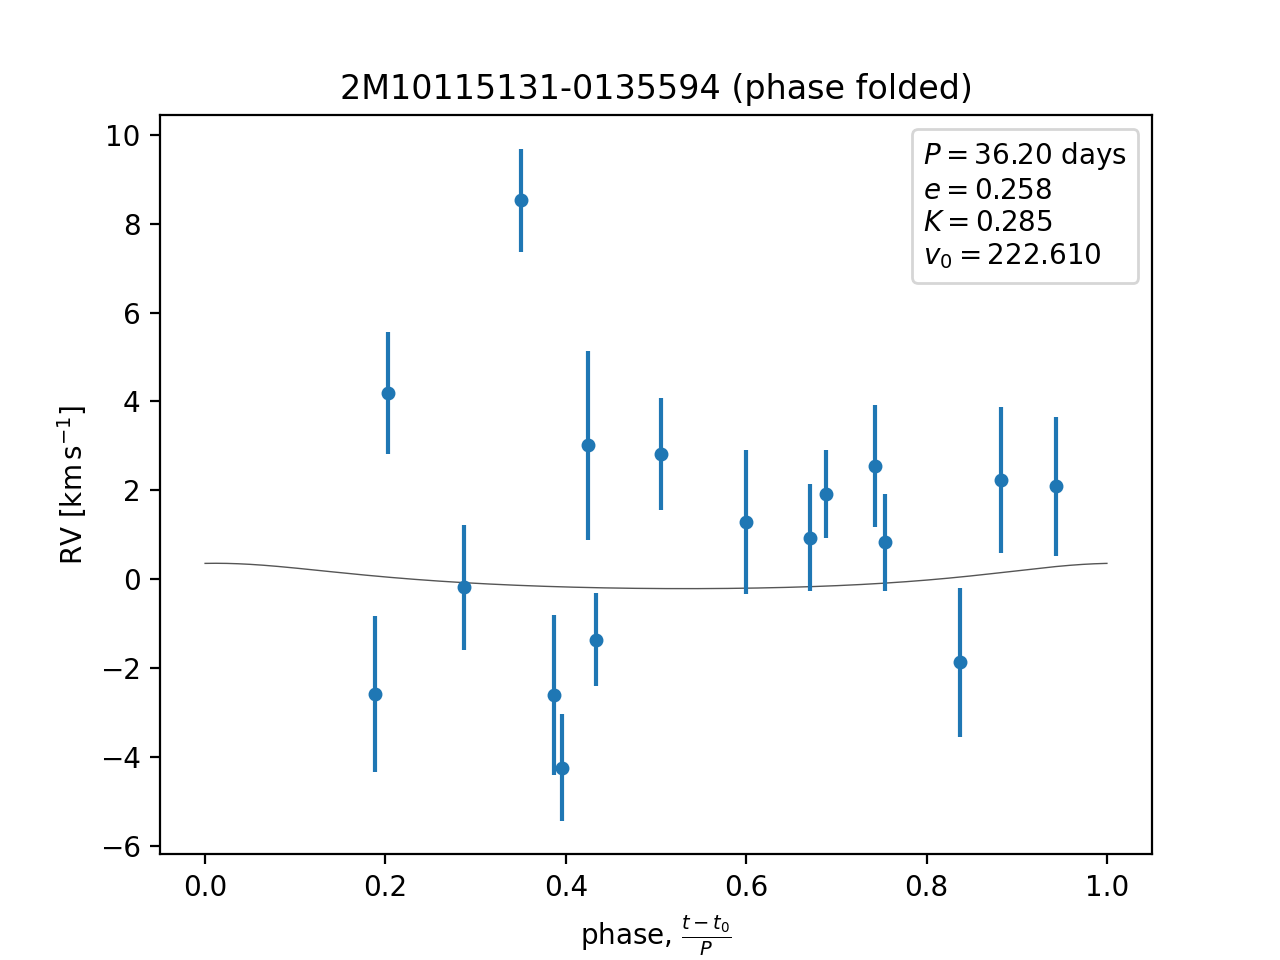 2M10115131-0135594 (phase folded)
P = 36.20 days
e = 0.258
K = 0.285
v₀ = 222.610
10
8
6
4
2
0
−2
−4
−6
RV [km s⁻¹]
0.0 0.2 0.4 0.6 0.8 1.0
phase, (t − t₀)/P